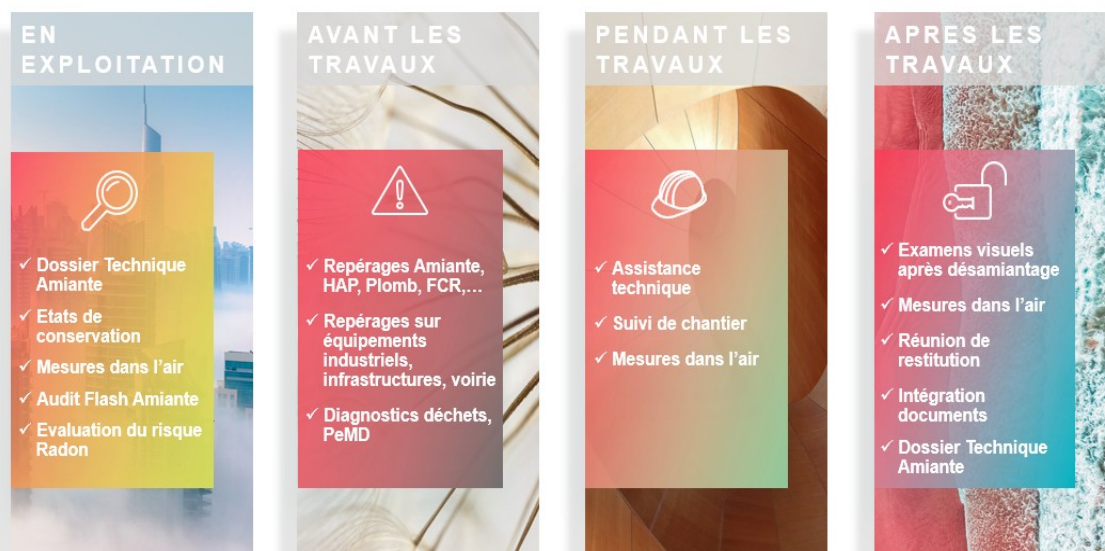 EN
EXPLOITATION
✓ Dossier Technique
Amiante
✓ Etats de
conservation
✓ Mesures dans l'air
✓ Audit Flash Amiante
✓ Evaluation du risque
Radon
AVANT LES
TRAVAUX
✓ Repérages Amiante,
HAP, Plomb, FCR,...
✓ Repérages sur
équipements
industriels,
infrastructures, voirie
✓ Diagnostics déchets,
PeMD
PENDANT LES
TRAVAUX
✓ Assistance
technique
✓ Suivi de chantier
✓ Mesures dans l'air
APRES LES
TRAVAUX
✓ Examens visuels
après désamiantage
✓ Mesures dans l'air
✓ Réunion de
restitution
✓ Intégration
documents
✓ Dossier Technique
Amiante